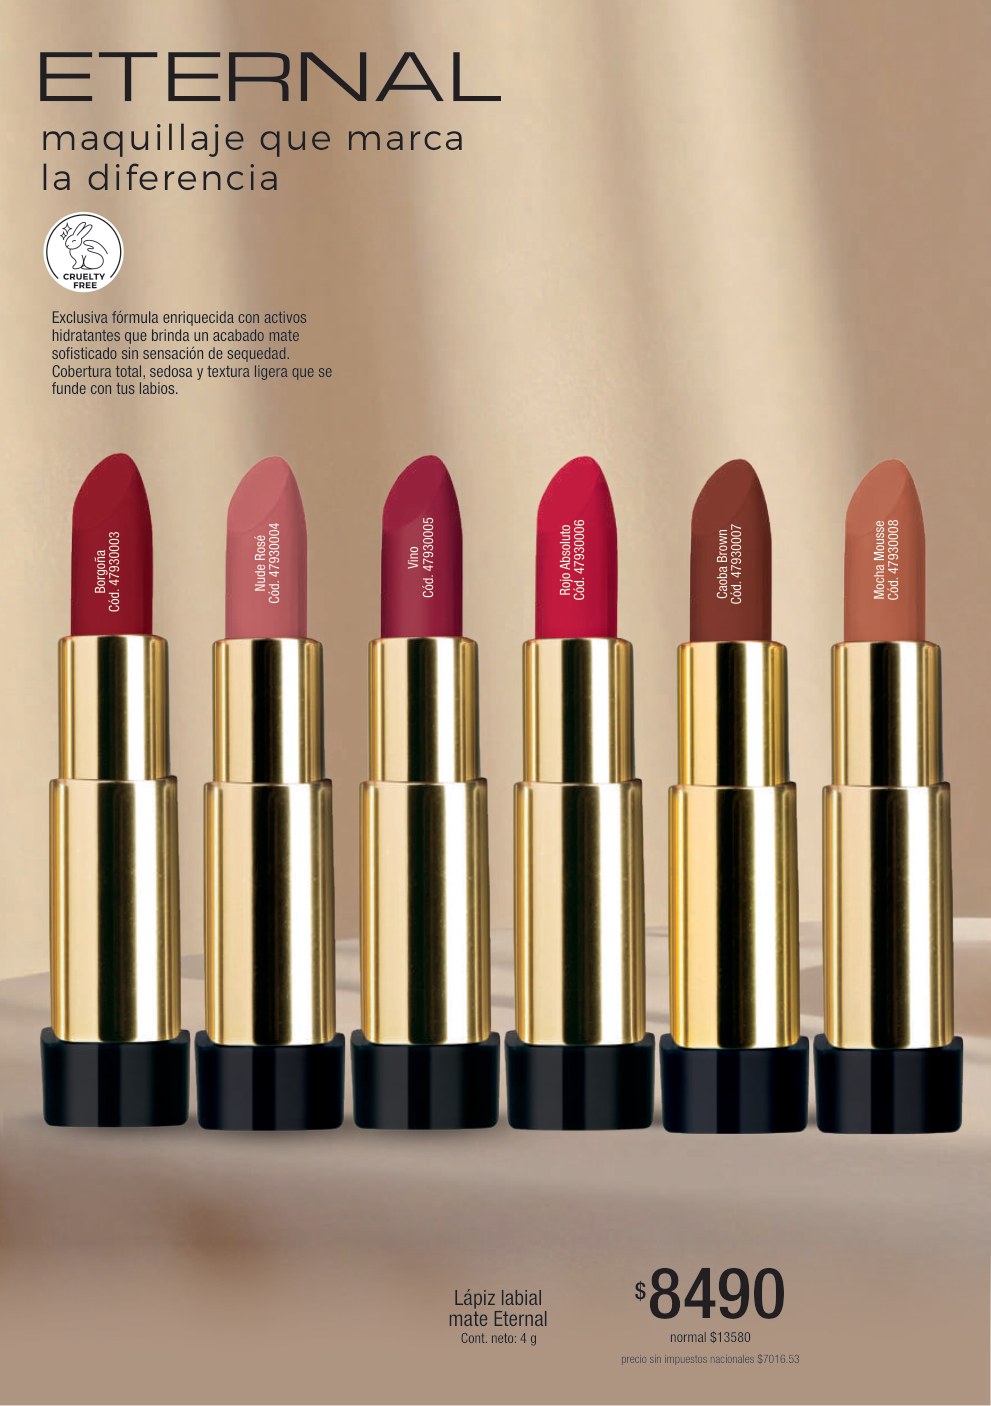 ETERNAL
maquillaje que marca
la diferencia
CRUELTY
FREE
Exclusiva fórmula enriquecida con activos
hidratantes que brinda un acabado mate
sofisticado sin sensación de sequedad.
Cobertura total, sedosa y textura ligera que se
funde con tus labios.
Borgoña
Cód. 47930003
Nude Rosé
Cód. 47930004
Vino
Cód. 47930005
Rojo Absoluto
Cód. 47930006
Caoba Brown
Cód. 47930007
Mocha Mousse
Cód. 47930008
Lápiz labial
mate Eternal
Cont. neto: 4 g
$8490
normal $13580
precio sin impuestos nacionales $7016.53